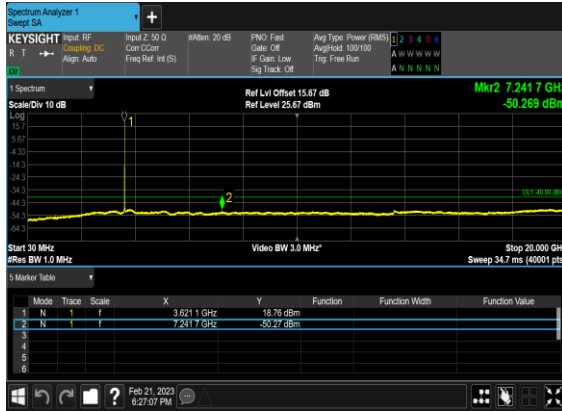 Spectrum Analyzer 1
Swept SA
+
KEYSIGHT Input: RF Input Z: 50 Ω #Atten: 20 dB PNO: Fast Avg Type: Power (RMS) 1 2 3 4 5 6
R T Coupling: DC Corr CCorr Gate: Off Avg|Hold: 100/100 A W W W W W
Align: Auto Freq Ref: Int (S) IF Gain: Low Trig: Free Run
Sig Track: Off A N N N N N
LU
1 Spectrum Ref Lvl Offset 15.67 dB Mkr2 7.241 7 GHz
Scale/Div 10 dB Ref Level 25.67 dBm -50.269 dBm
Log
15.7
5.67
-4.33
-14.3
-24.3
-34.3
-44.3
-54.3
-64.3
1
2
DL1 -40.00 dBm
Start 30 MHz Video BW 3.0 MHz* Stop 20.000 GHz
#Res BW 1.0 MHz Sweep 34.7 ms (40001 pts)
5 Marker Table
Mode Trace Scale X Y Function Function Width Function Value
1 N 1 f 3.621 1 GHz 18.76 dBm
2 N 1 f 7.241 7 GHz -50.27 dBm
3
4
5
6
? Feb 21, 2023
6:27:07 PM